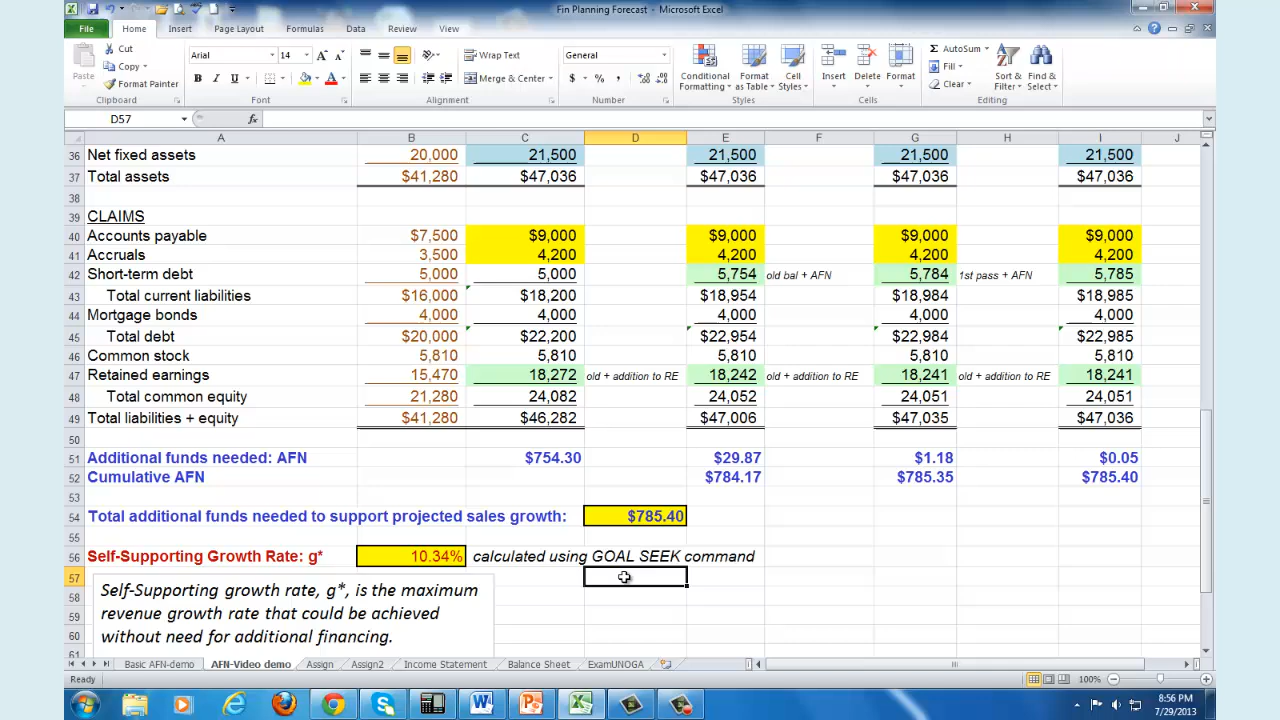 Fin Planning Forecast - Microsoft Excel
File Home Insert Page Layout Formulas Data Review View
Paste
Cut
Copy
Format Painter
Clipboard
Arial 14
B I U
Font
Wrap Text
Merge & Center
Alignment
General
$ % ,
Number
Conditional Formatting
Format as Table
Cell Styles
Styles
Insert Delete Format
Cells
AutoSum
Fill
Clear
Sort & Filter
Find & Select
Editing
D57 fx
A B C D E F G H I J
36 Net fixed assets 20,000 21,500 21,500 21,500 21,500
37 Total assets $41,280 $47,036 $47,036 $47,036 $47,036
38
39 CLAIMS
40 Accounts payable $7,500 $9,000 $9,000 $9,000 $9,000
41 Accruals 3,500 4,200 4,200 4,200 4,200
42 Short-term debt 5,000 5,000 5,754 old bal + AFN 5,784 1st pass + AFN 5,785
43 Total current liabilities $16,000 $18,200 $18,954 $18,984 $18,985
44 Mortgage bonds 4,000 4,000 4,000 4,000 4,000
45 Total debt $20,000 $22,200 $22,954 $22,984 $22,985
46 Common stock 5,810 5,810 5,810 5,810 5,810
47 Retained earnings 15,470 18,272 old + addition to RE 18,242 old + addition to RE 18,241 old + addition to RE 18,241
48 Total common equity 21,280 24,082 24,052 24,051 24,051
49 Total liabilities + equity $41,280 $46,282 $47,006 $47,035 $47,036
50
51 Additional funds needed: AFN $754.30 $29.87 $1.18 $0.05
52 Cumulative AFN $784.17 $785.35 $785.40
53
54 Total additional funds needed to support projected sales growth: $785.40
55
56 Self-Supporting Growth Rate: g* 10.34% calculated using GOAL SEEK command
57
58
59
60
61
Self-Supporting growth rate, g*, is the maximum
revenue growth rate that could be achieved
without need for additional financing.
Basic AFN-demo AFN-Video demo Assign Assign2 Income Statement Balance Sheet ExamUNOGA
Ready 100%
8:56 PM
7/29/2013